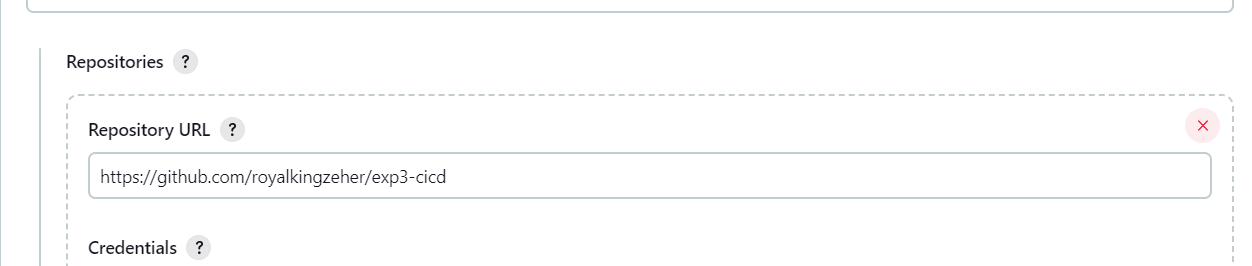 Repositories ?
Repository URL ?
https://github.com/royalkingzeher/exp3-cicd
Credentials ?